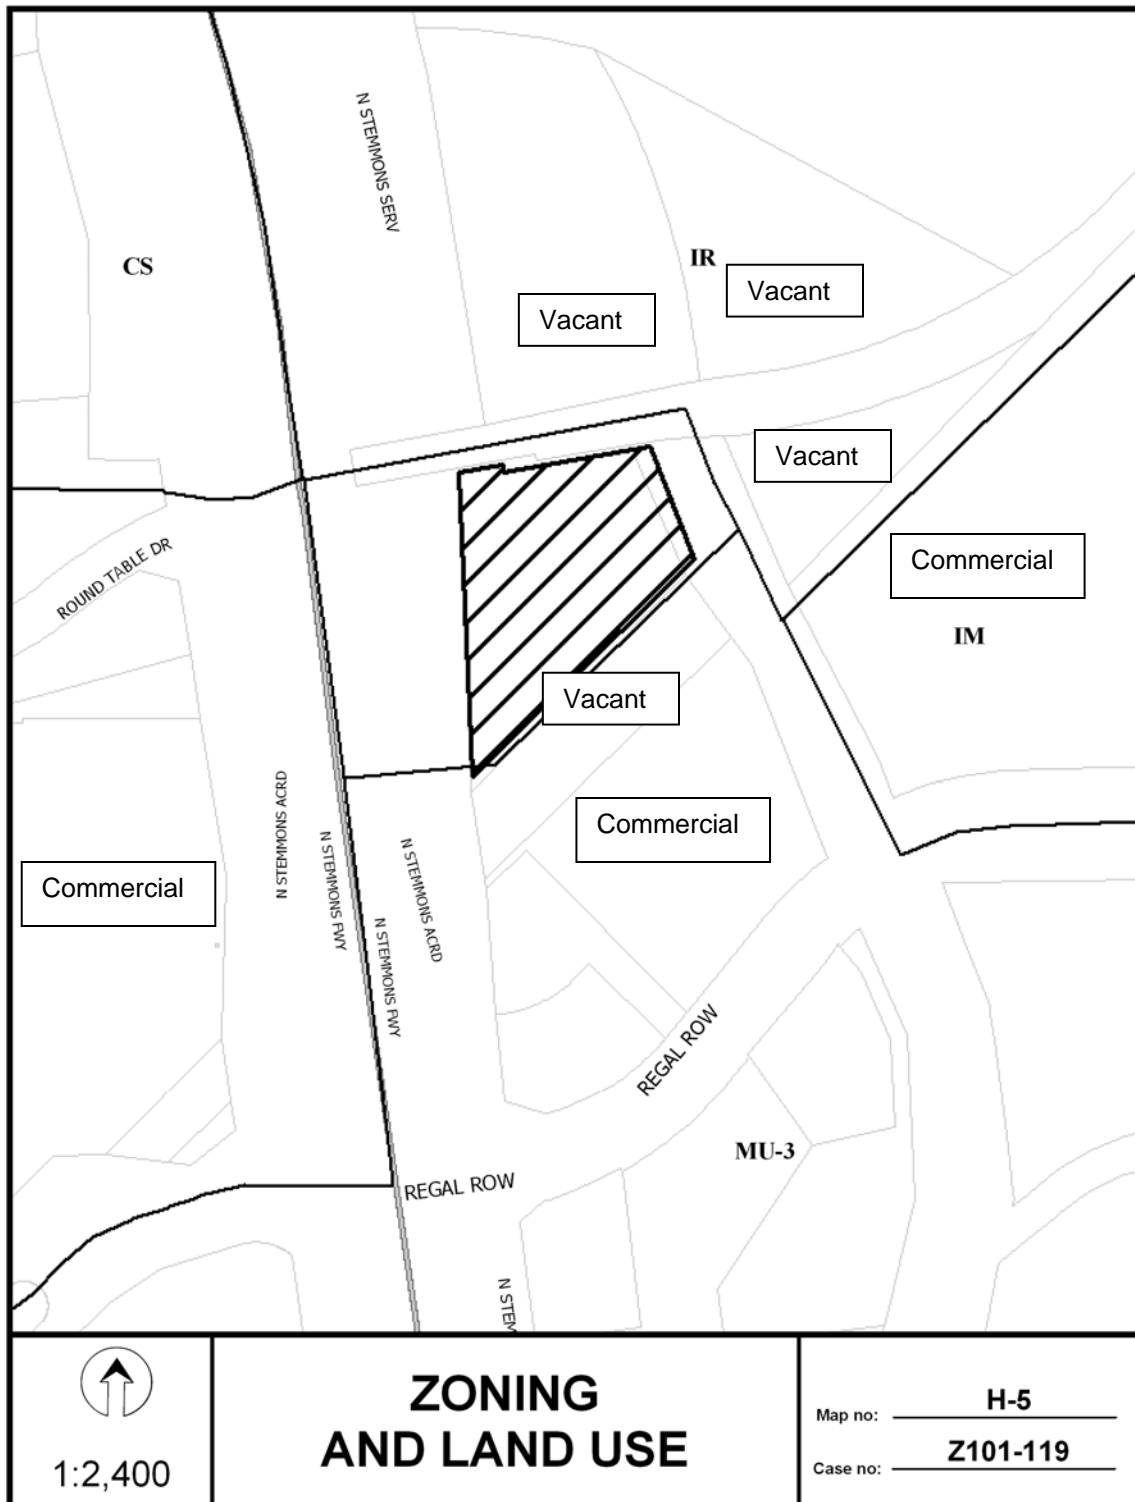 N STEMMONS SERV
CS
IR
Vacant
Vacant
Vacant
Commercial
ROUND TABLE DR
IM
Vacant
Commercial
N STEMMONS ACRD
N STEMMONS FWY
N STEMMONS ACRD
Commercial
N STEMMONS FWY
REGAL ROW
MU-3
REGAL ROW
N STEM
1:2,400
ZONING
AND LAND USE
Map no: H-5
Case no: Z101-119